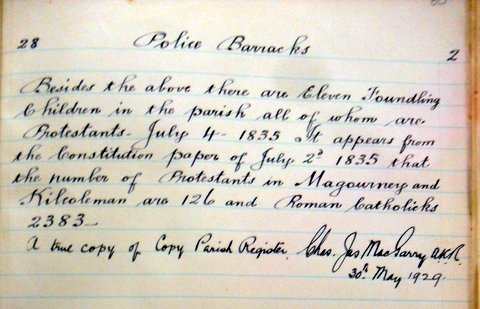 28 Police Barracks 2
Besides the above there are Eleven Foundling
Children in the parish all of whom are
Protestants - July 4 - 1835. It appears from
the Constitution paper of July 2d 1835 that
the number of Protestants in Magourney and
Kilcoleman are 126 and Roman Catholicks
2383
A true copy of Copy Parish Register. Chas. Jas MacGarry
30th May 1929.